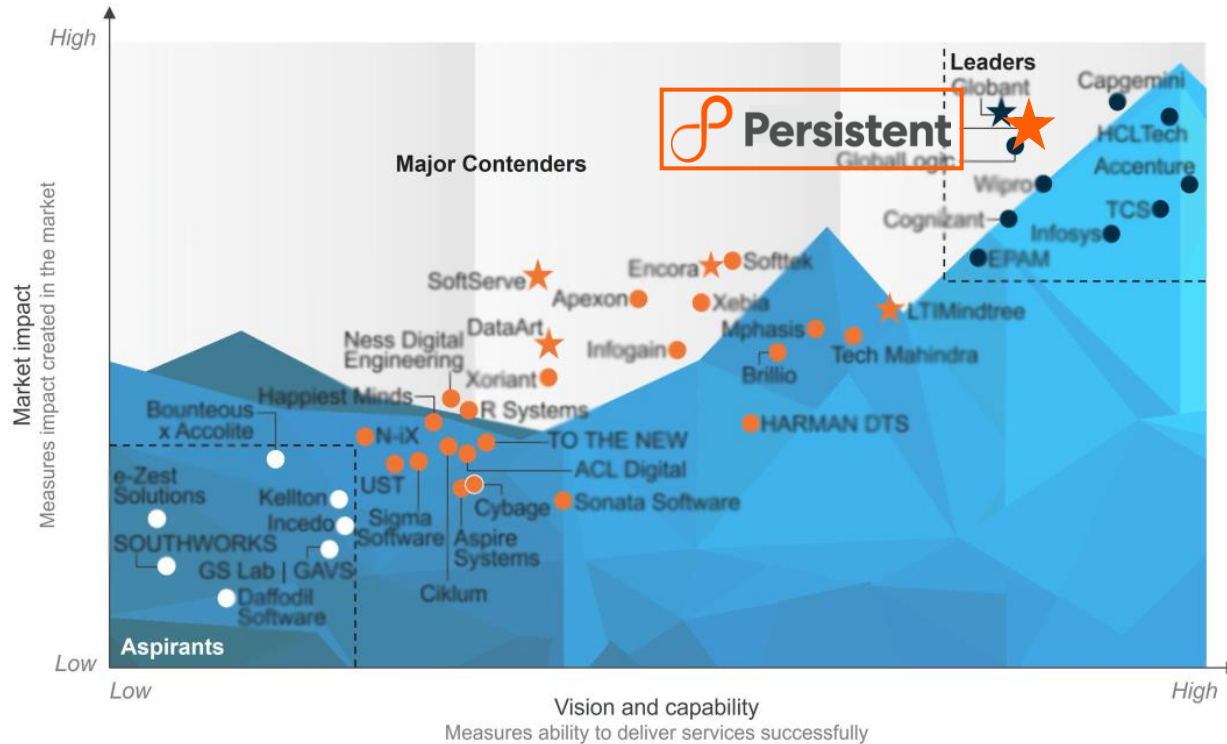 High
Leaders
Globant
Capgemini
Persistent
HCLTech
GlobalLogic
Accenture
Major Contenders
Wipro
TCS
Cognizant
Infosys
EPAM
SoftServe
Encora
Softtek
Apexon
Xebia
LTIMindtree
DataArt
Mphasis
Ness Digital
Engineering
Infogain
Tech Mahindra
Brillio
Xoriant
Happiest Minds
R Systems
Bounteous
x Accolite
HARMAN DTS
N-iX
TO THE NEW
ACL Digital
e-Zest
Solutions
UST
Kellton
Cybage
Sonata Software
Incedo
Sigma
Software
Aspire
Systems
SOUTHWORKS
GS Lab | GAVS
Ciklum
Daffodil
Software
Aspirants
Market impact
Measures impact created in the market
Low
Low
High
Vision and capability
Measures ability to deliver services successfully